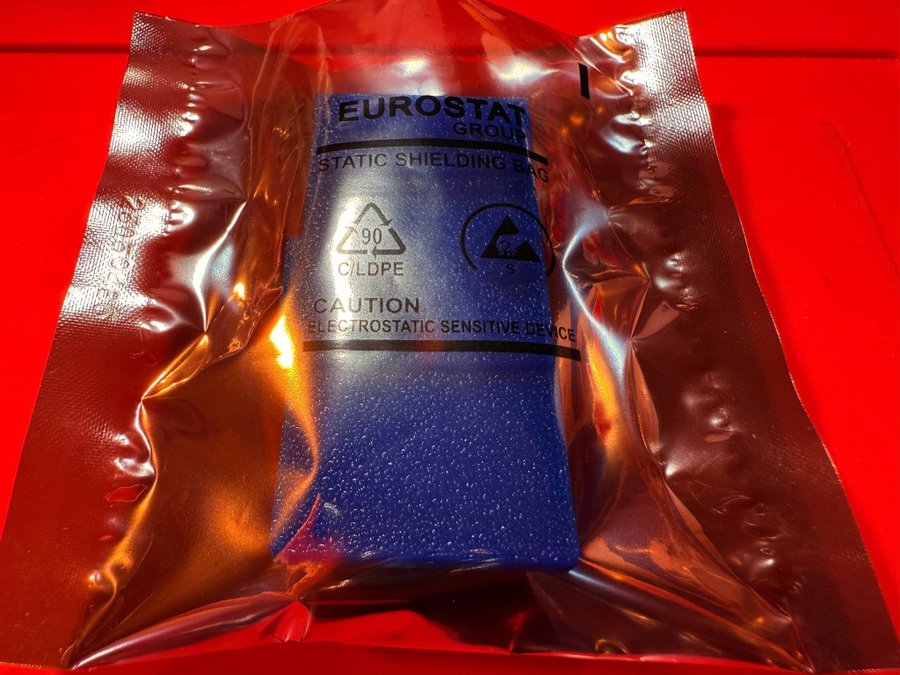 EUROSTAT
GROUP
STATIC SHIELDING BAG
90
C/LDPE
S
CAUTION
ELECTROSTATIC SENSITIVE DEVICE